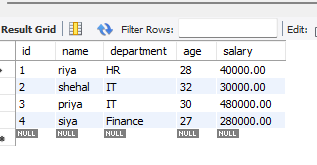 Result Grid Filter Rows: Edit:
id name department age salary
1 riya HR 28 40000.00
2 shehal IT 32 30000.00
3 priya IT 30 480000.00
4 siya Finance 27 280000.00
NULL NULL NULL NULL NULL